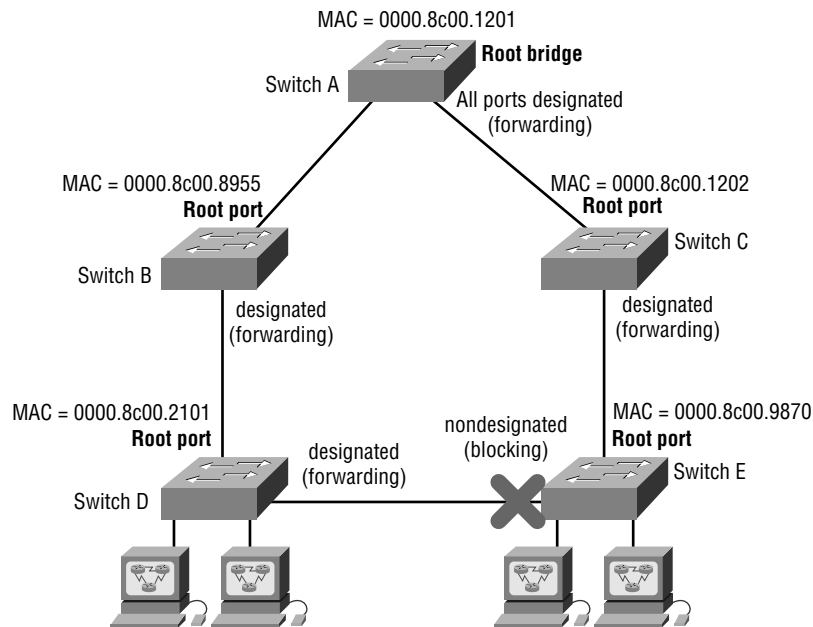 MAC = 0000.8c00.1201
Root bridge
Switch A
All ports designated
(forwarding)
MAC = 0000.8c00.8955
Root port
MAC = 0000.8c00.1202
Root port
Switch B
Switch C
designated
(forwarding)
designated
(forwarding)
MAC = 0000.8c00.2101
Root port
MAC = 0000.8c00.9870
Root port
designated
(forwarding)
nondesignated
(blocking)
Switch D
Switch E